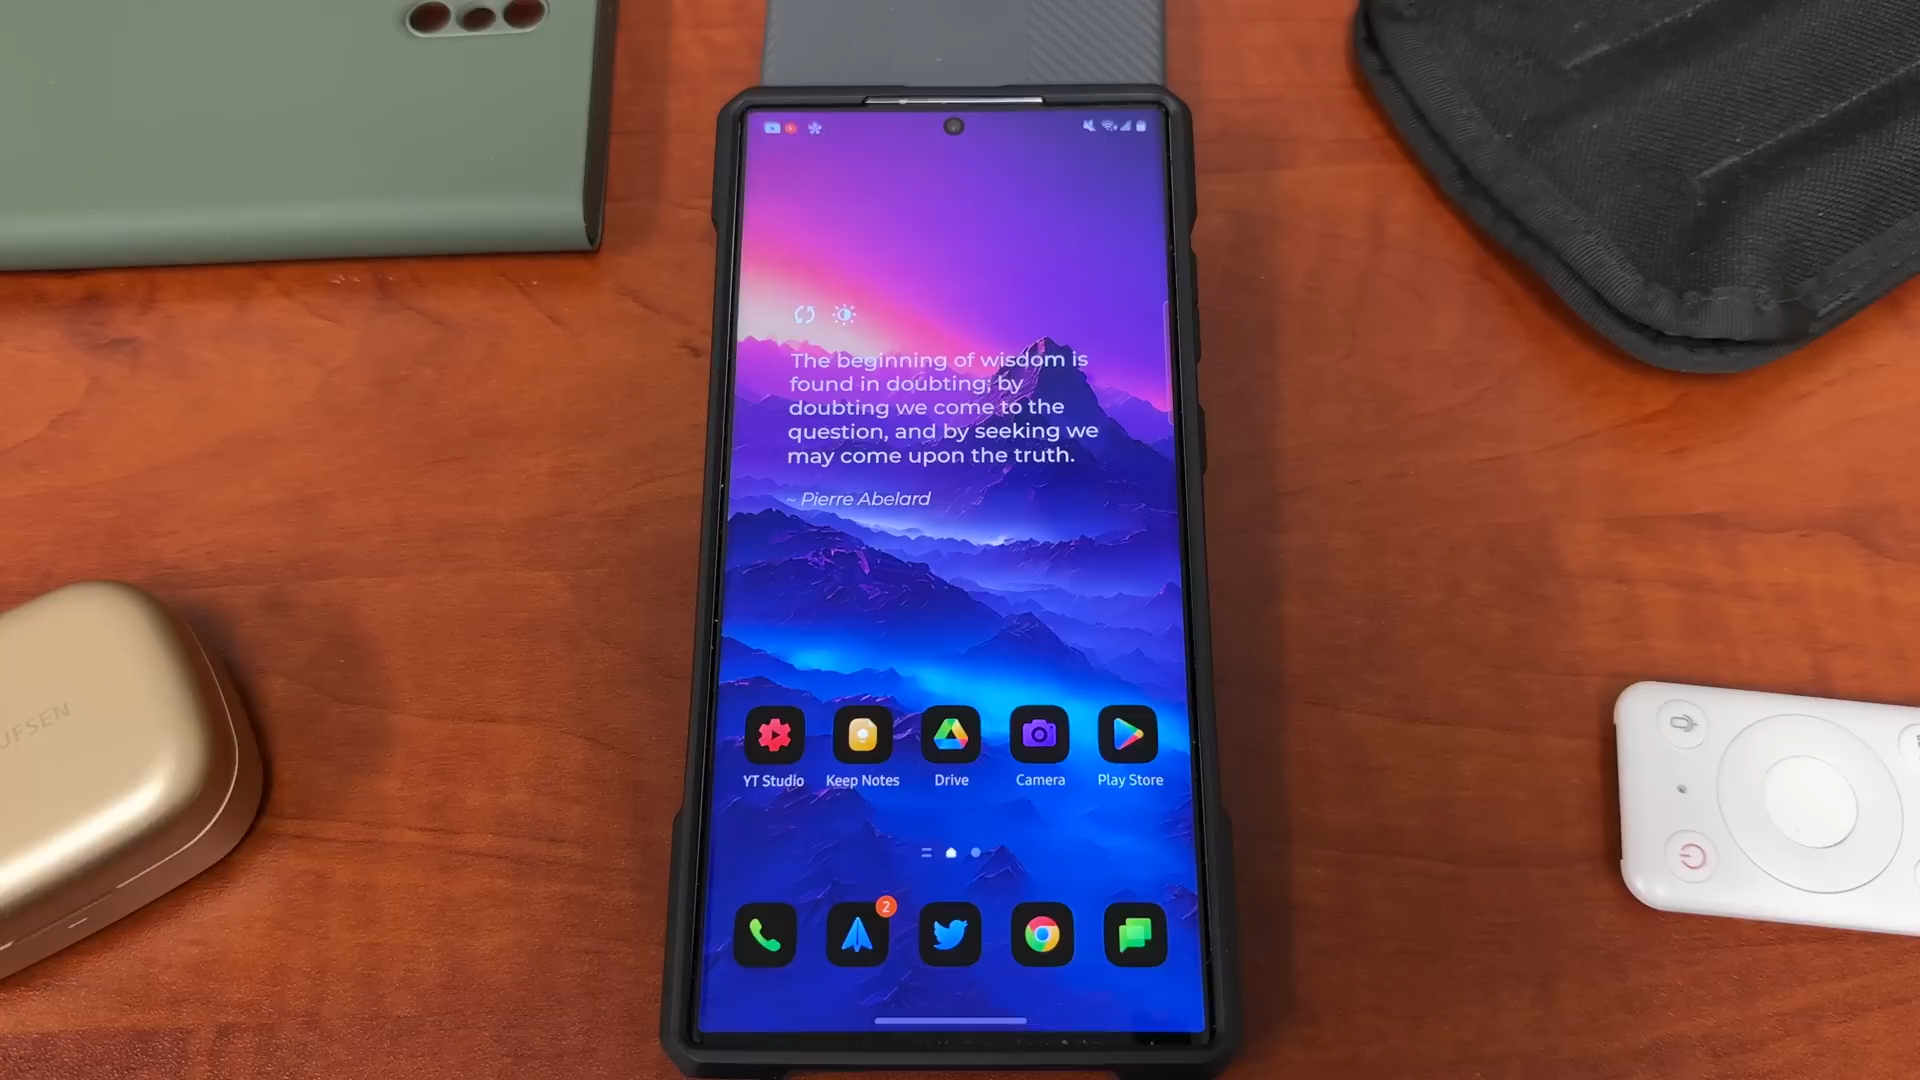 The beginning of wisdom is
found in doubting; by
doubting we come to the
question, and by seeking we
may come upon the truth.
~ Pierre Abelard
UFSEN
YT Studio
Keep Notes
Drive
Camera
Play Store
2